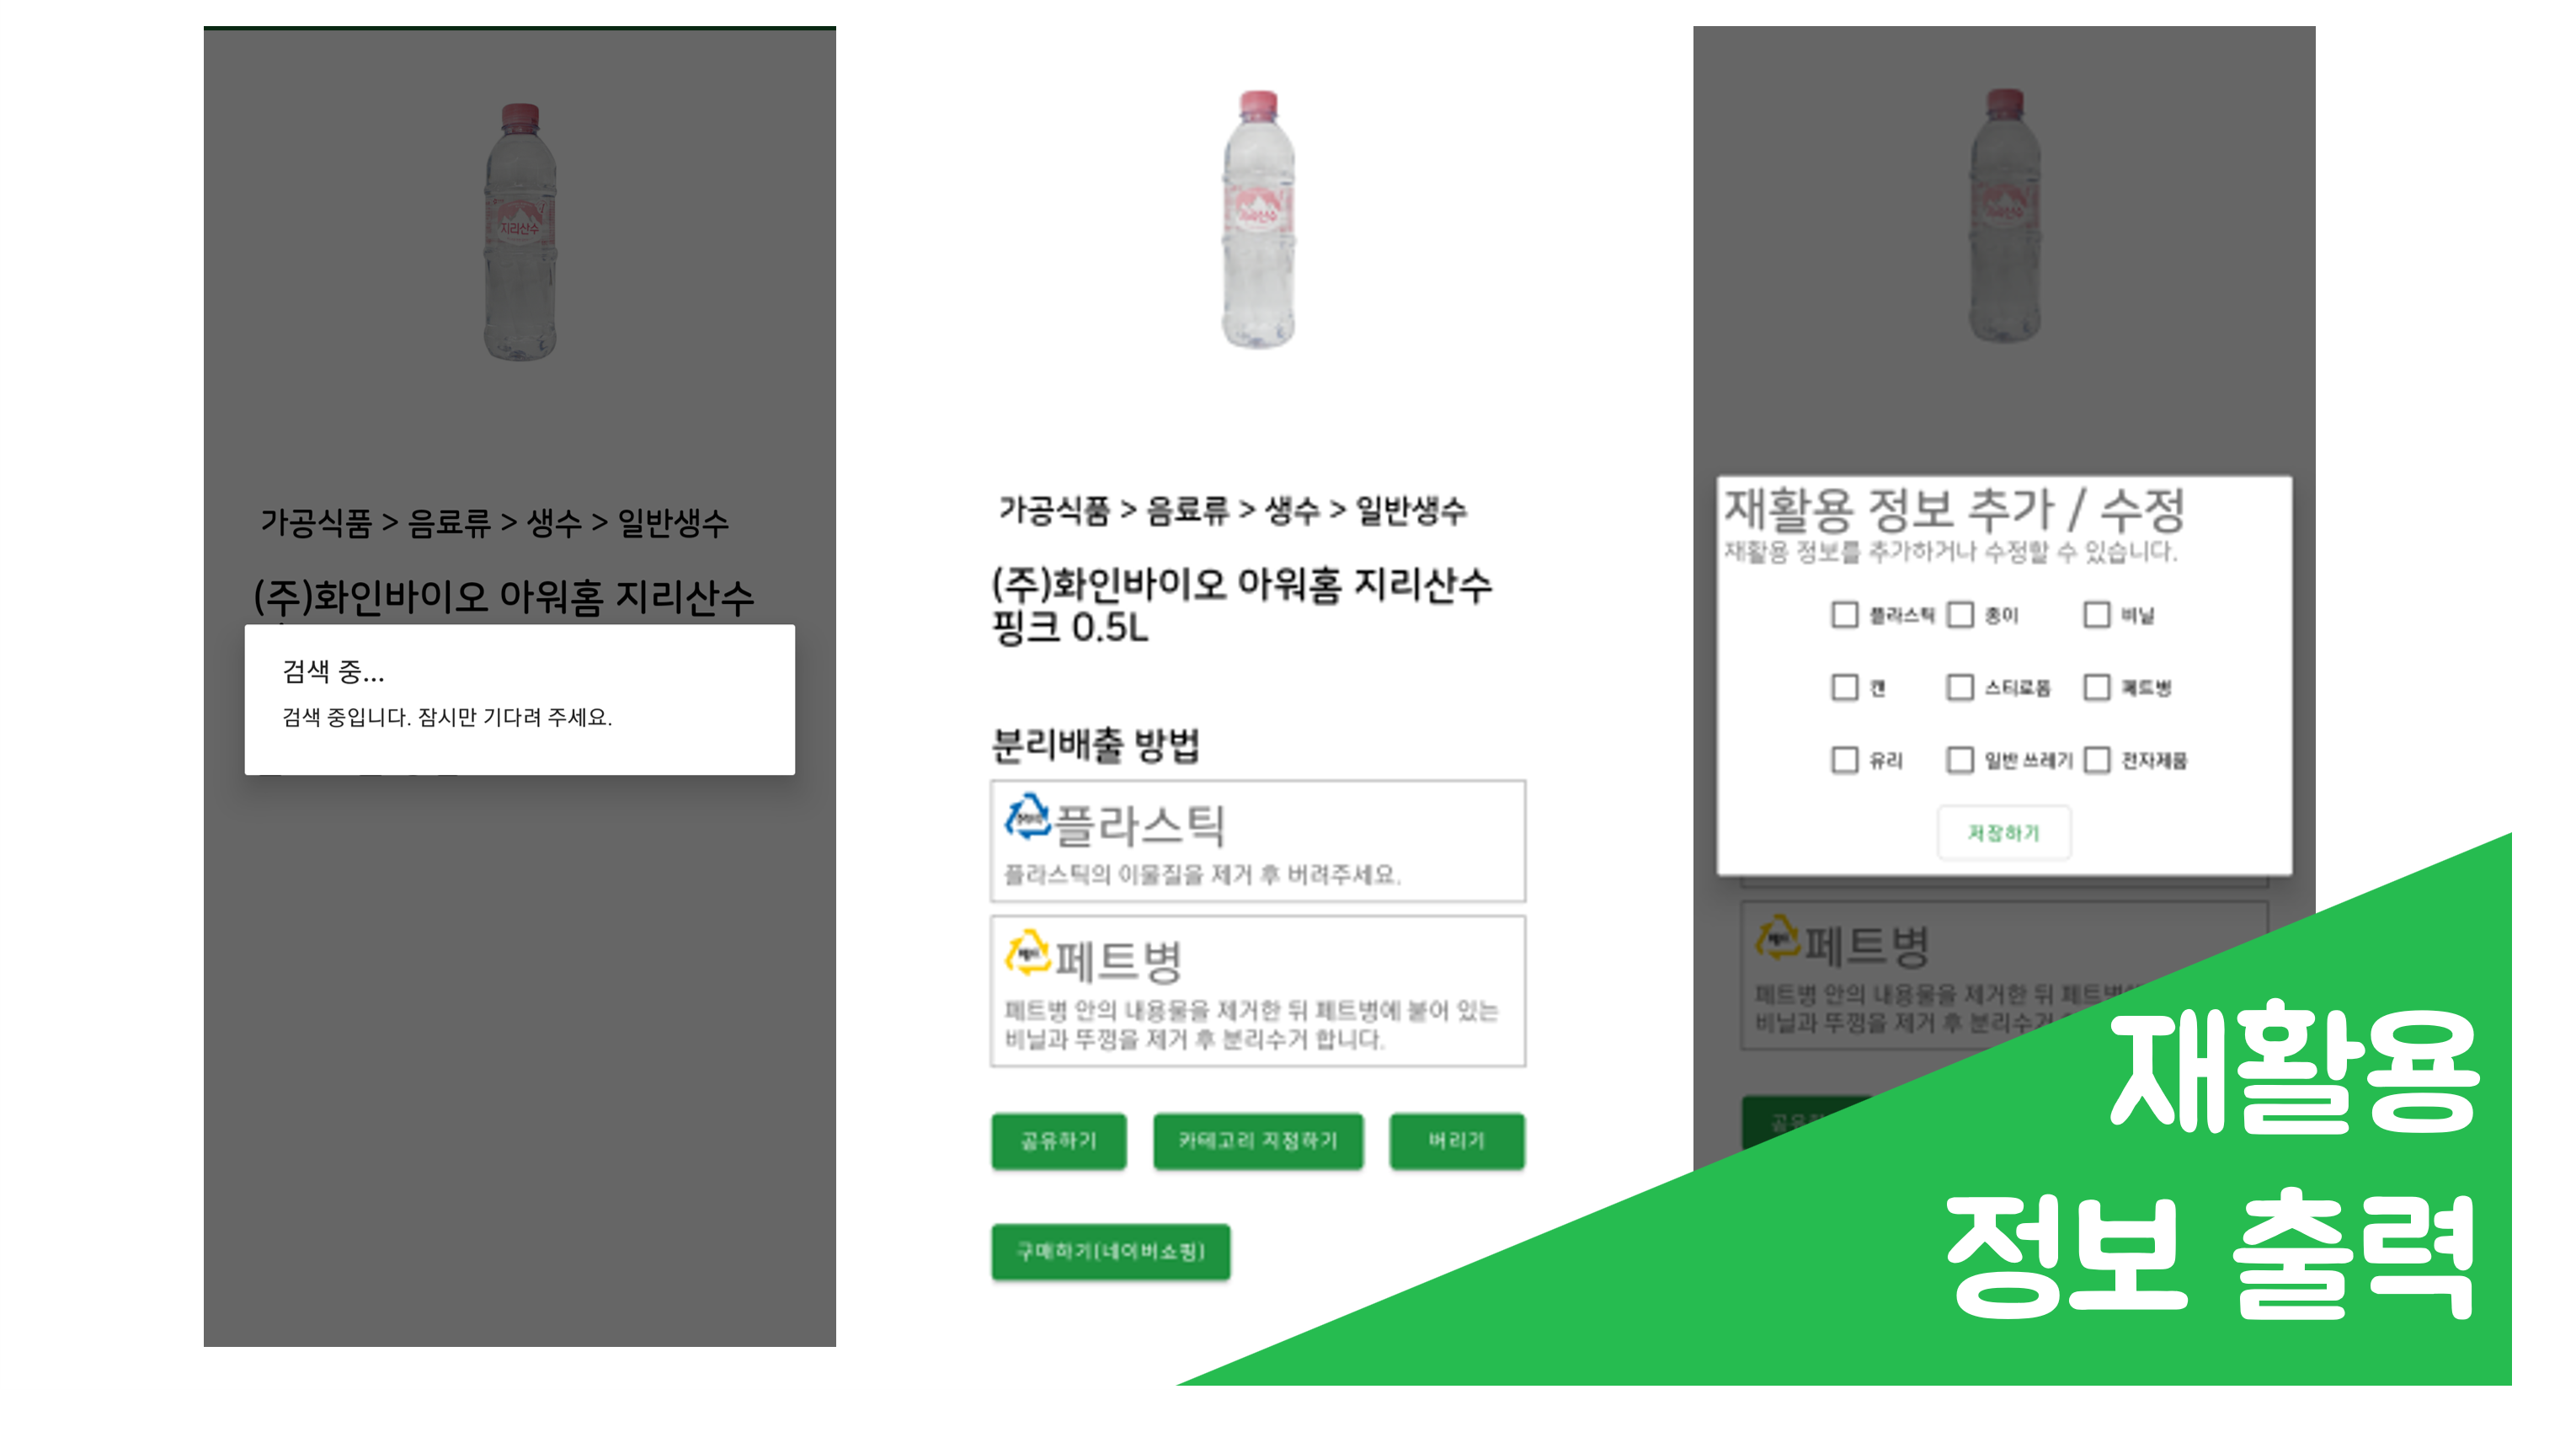 지리산수
가공식품 > 음료류 > 생수 > 일반생수
(주)화인바이오 아워홈 지리산수
검색 중...
검색 중입니다. 잠시만 기다려 주세요.
지리산수
가공식품 > 음료류 > 생수 > 일반생수
(주)화인바이오 아워홈 지리산수
핑크 0.5L
분리배출 방법
플라스틱
플라스틱의 이물질을 제거 후 버려주세요.
페트병
페트병 안의 내용물을 제거한 뒤 페트병에 붙어 있는
비닐과 뚜껑을 제거 후 분리수거 합니다.
공유하기 카테고리 지정하기 버리기
구매하기(네이버쇼핑)
지리산수
재활용 정보 추가 / 수정
재활용 정보를 추가하거나 수정할 수 있습니다.
플라스틱 종이 비닐
캔 스티로폼 페트병
유리 일반 쓰레기 전자제품
저장하기
페트병
페트병 안의 내용물을 제거한 뒤
비닐과 뚜껑을 제거 후 분리수거
재활용
정보 출력